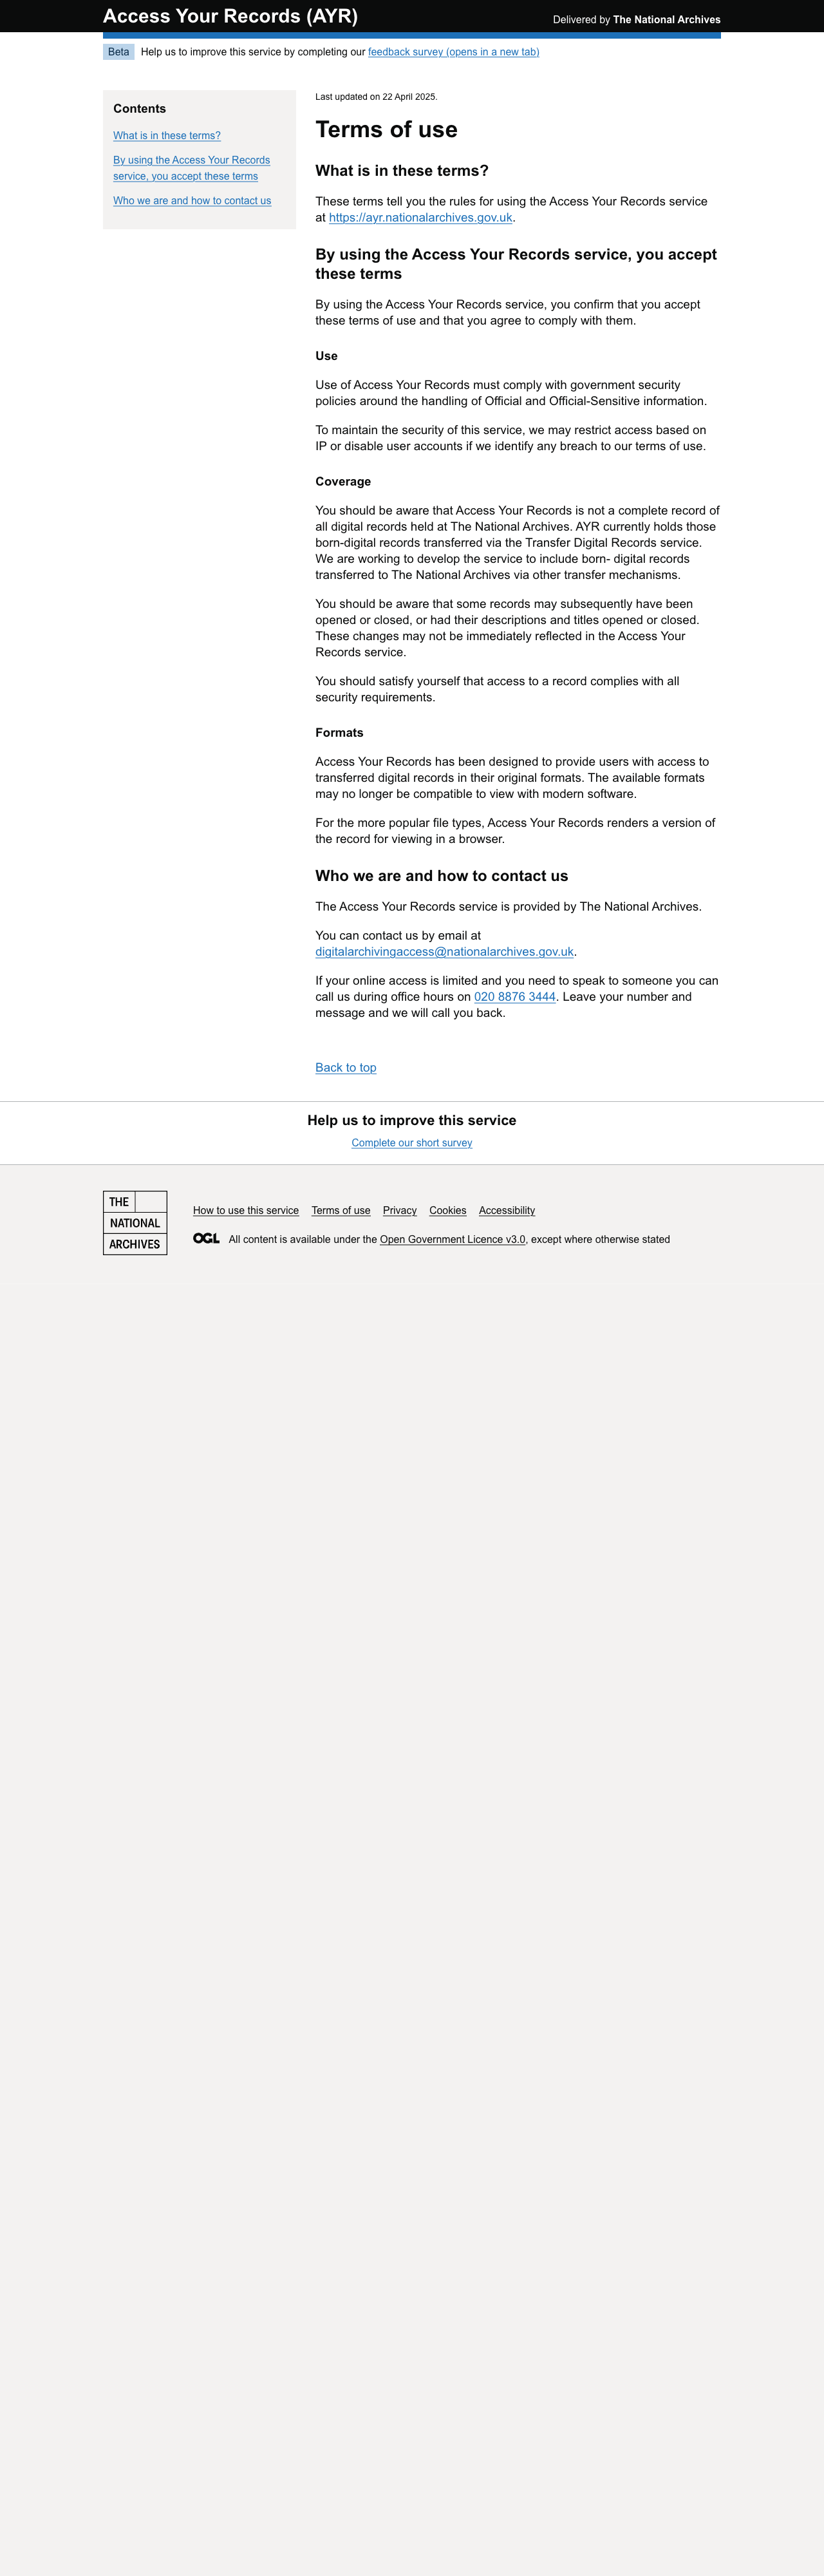 Access Your Records (AYR)
Delivered by The National Archives
Beta Help us to improve this service by completing our feedback survey (opens in a new tab)
Contents
What is in these terms?
By using the Access Your Records
service, you accept these terms
Who we are and how to contact us
Last updated on 22 April 2025.
Terms of use
What is in these terms?
These terms tell you the rules for using the Access Your Records service
at https://ayr.nationalarchives.gov.uk.
By using the Access Your Records service, you accept
these terms
By using the Access Your Records service, you confirm that you accept
these terms of use and that you agree to comply with them.
Use
Use of Access Your Records must comply with government security
policies around the handling of Official and Official-Sensitive information.
To maintain the security of this service, we may restrict access based on
IP or disable user accounts if we identify any breach to our terms of use.
Coverage
You should be aware that Access Your Records is not a complete record of
all digital records held at The National Archives. AYR currently holds those
born-digital records transferred via the Transfer Digital Records service.
We are working to develop the service to include born- digital records
transferred to The National Archives via other transfer mechanisms.
You should be aware that some records may subsequently have been
opened or closed, or had their descriptions and titles opened or closed.
These changes may not be immediately reflected in the Access Your
Records service.
You should satisfy yourself that access to a record complies with all
security requirements.
Formats
Access Your Records has been designed to provide users with access to
transferred digital records in their original formats. The available formats
may no longer be compatible to view with modern software.
For the more popular file types, Access Your Records renders a version of
the record for viewing in a browser.
Who we are and how to contact us
The Access Your Records service is provided by The National Archives.
You can contact us by email at
digitalarchivingaccess@nationalarchives.gov.uk.
If your online access is limited and you need to speak to someone you can
call us during office hours on 020 8876 3444. Leave your number and
message and we will call you back.
Back to top
Help us to improve this service
Complete our short survey
THE
NATIONAL
ARCHIVES
How to use this service Terms of use Privacy Cookies Accessibility
OGL All content is available under the Open Government Licence v3.0, except where otherwise stated